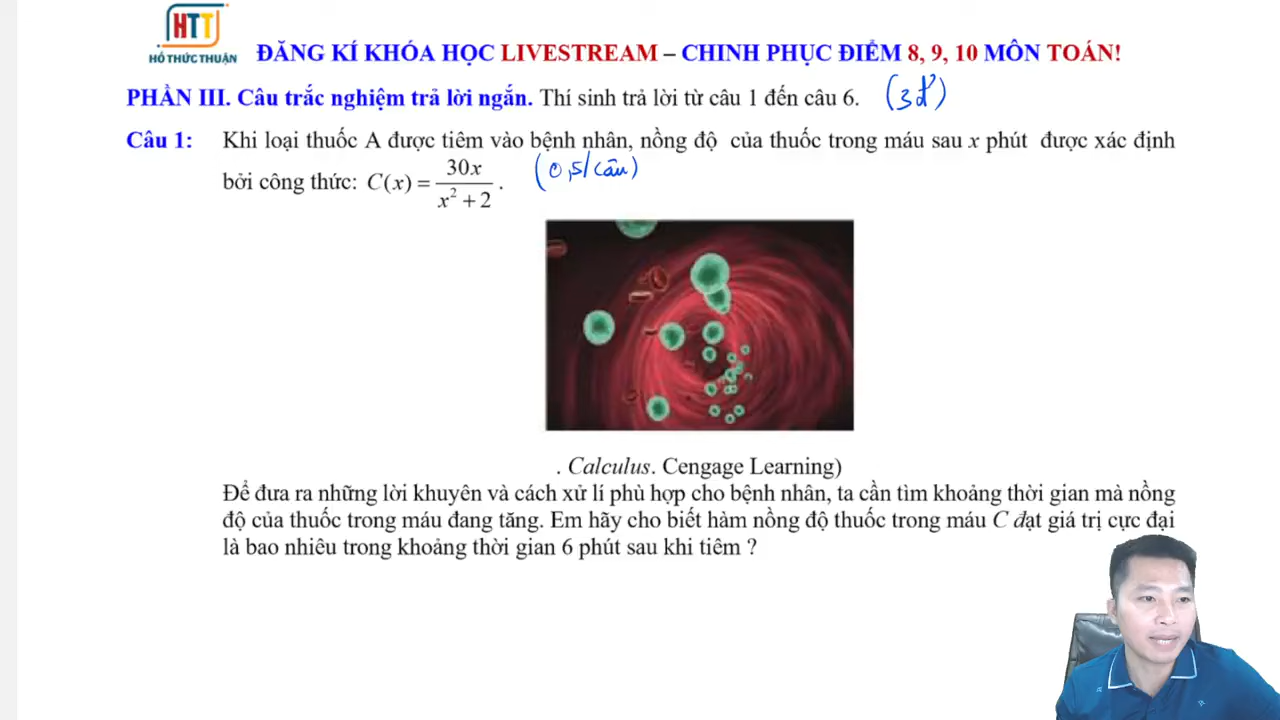 HTT
HỒ THỨC THUẬN
ĐĂNG KÍ KHÓA HỌC LIVESTREAM – CHINH PHỤC ĐIỂM 8, 9, 10 MÔN TOÁN!
PHẦN III. Câu trắc nghiệm trả lời ngắn. Thí sinh trả lời từ câu 1 đến câu 6. (3đ)
Câu 1: Khi loại thuốc A được tiêm vào bệnh nhân, nồng độ của thuốc trong máu sau x phút được xác định
bởi công thức: C(x) = 30x / (x² + 2) . (0,5/câu)
. Calculus. Cengage Learning)
Để đưa ra những lời khuyên và cách xử lí phù hợp cho bệnh nhân, ta cần tìm khoảng thời gian mà nồng
độ của thuốc trong máu đang tăng. Em hãy cho biết hàm nồng độ thuốc trong máu C đạt giá trị cực đại
là bao nhiêu trong khoảng thời gian 6 phút sau khi tiêm ?